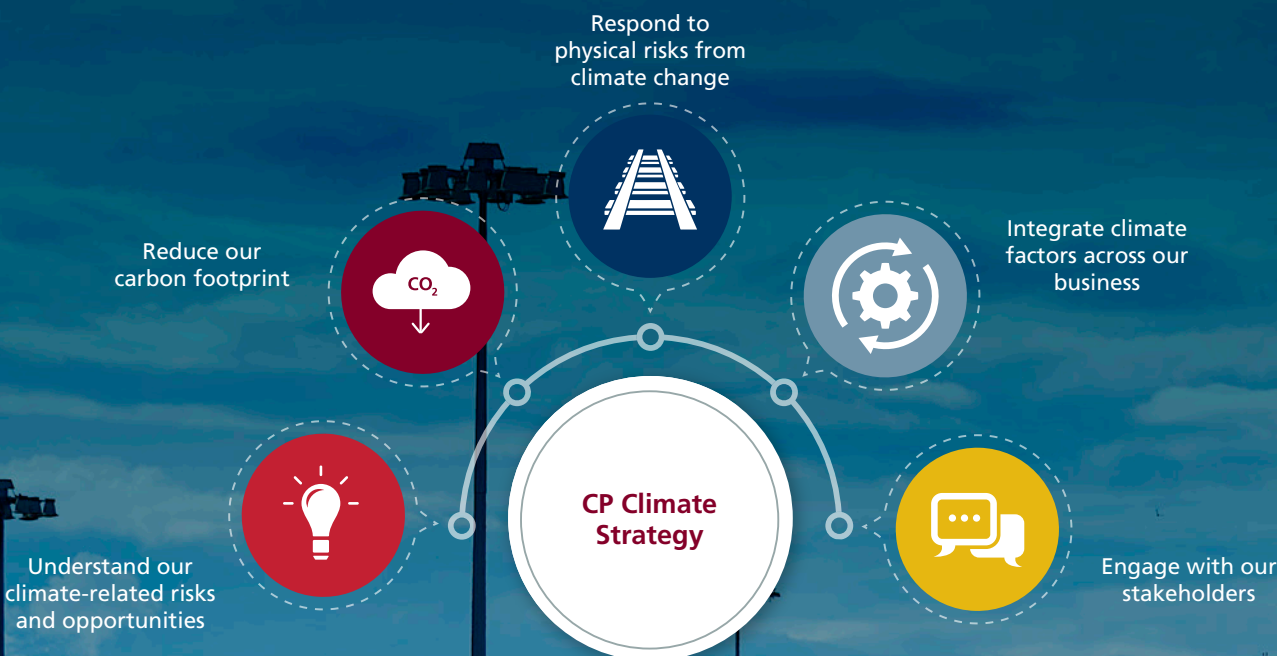 Respond to
physical risks from
climate change
Reduce our
carbon footprint
CO₂
Integrate climate
factors across our
business
CP Climate
Strategy
Understand our
climate-related risks
and opportunities
Engage with our
stakeholders